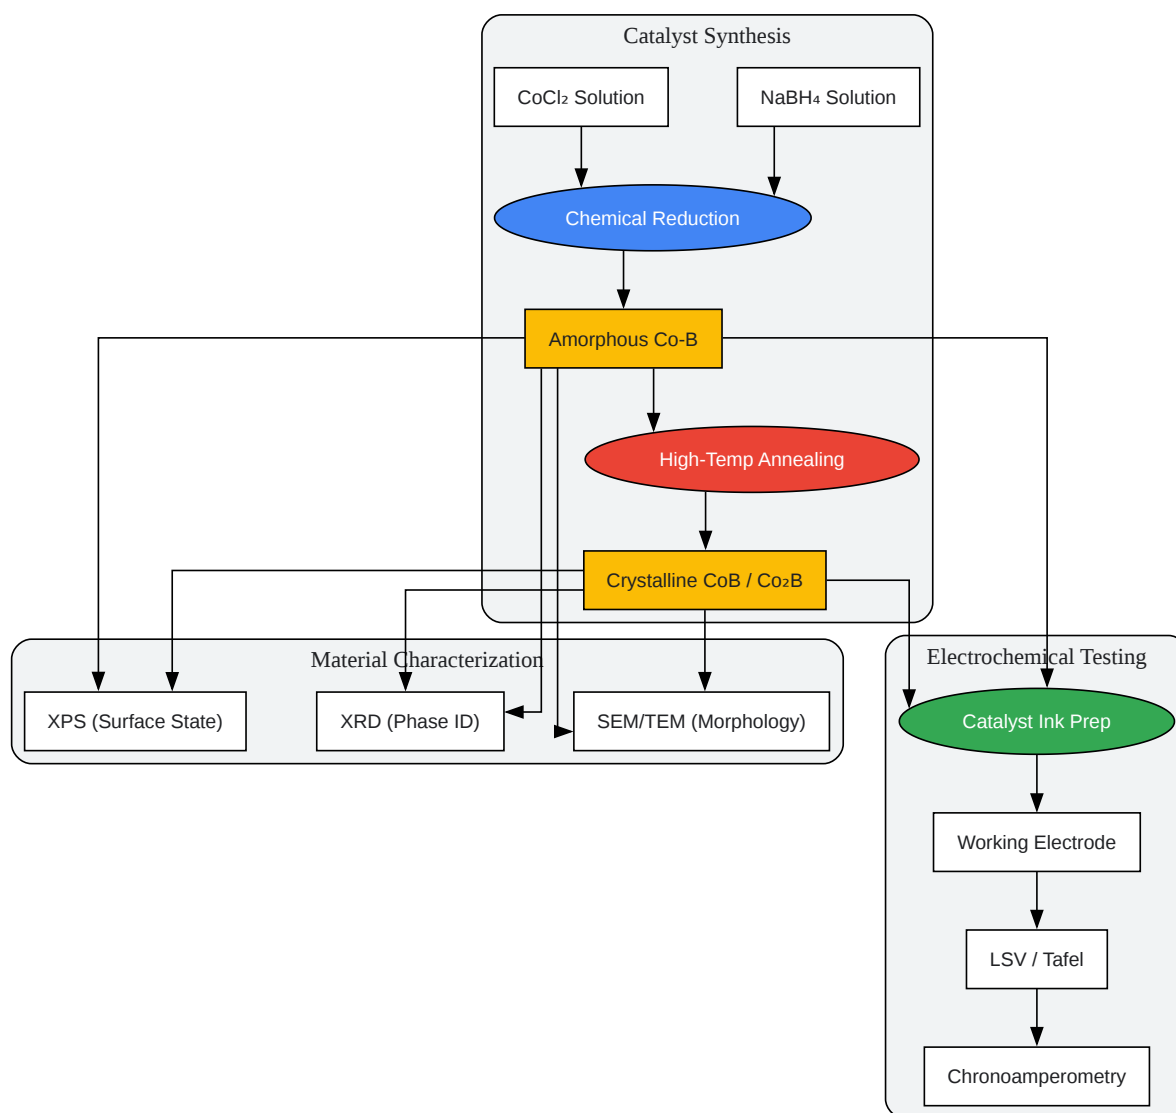 Catalyst Synthesis
CoCl₂ Solution
NaBH₄ Solution
Chemical Reduction
Amorphous Co-B
High-Temp Annealing
Crystalline CoB / Co₂B
Material Characterization
XPS (Surface State)
XRD (Phase ID)
SEM/TEM (Morphology)
Electrochemical Testing
Catalyst Ink Prep
Working Electrode
LSV / Tafel
Chronoamperometry